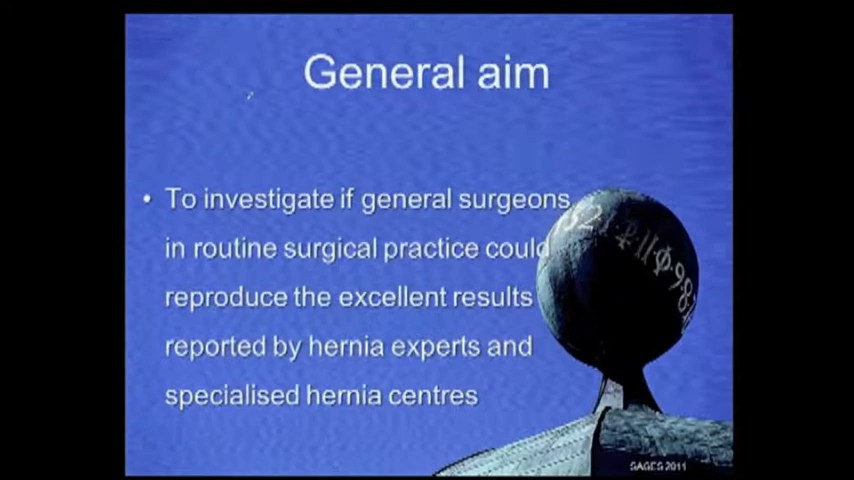 General aim
• To investigate if general surgeons
in routine surgical practice could
reproduce the excellent results
reported by hernia experts and
specialised hernia centres
SAGES 2011